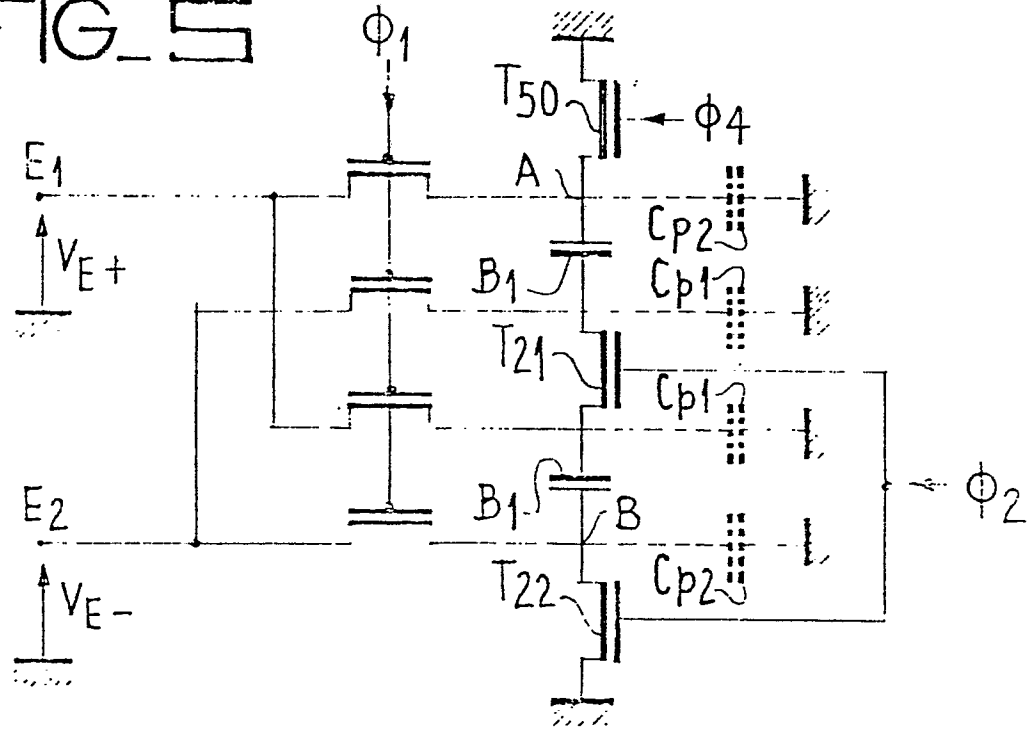 FIG_5
ϕ1
T50
ϕ4
E1
A
Cp2
VE+
B1
Cp1
T21
Cp1
B1
B
E2
ϕ2
T22
Cp2
VE-